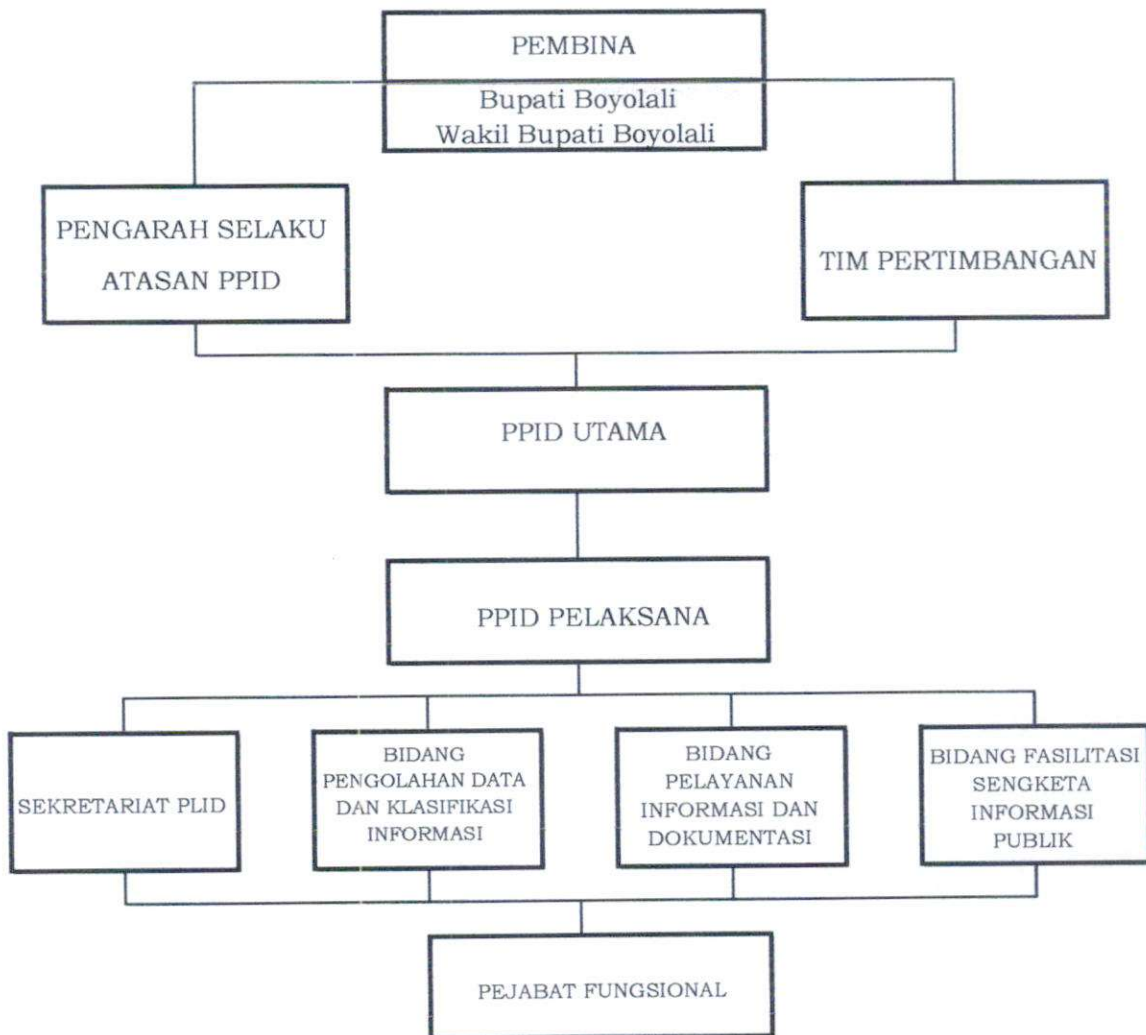 PEMBINA
Bupati Boyolali
Wakil Bupati Boyolali
PENGARAH SELAKU
ATASAN PPID
TIM PERTIMBANGAN
PPID UTAMA
PPID PELAKSANA
SEKRETARIAT PLID
BIDANG
PENGOLAHAN DATA
DAN KLASIFIKASI
INFORMASI
BIDANG
PELAYANAN
INFORMASI DAN
DOKUMENTASI
BIDANG FASILITASI
SENGKETA
INFORMASI
PUBLIK
PEJABAT FUNGSIONAL